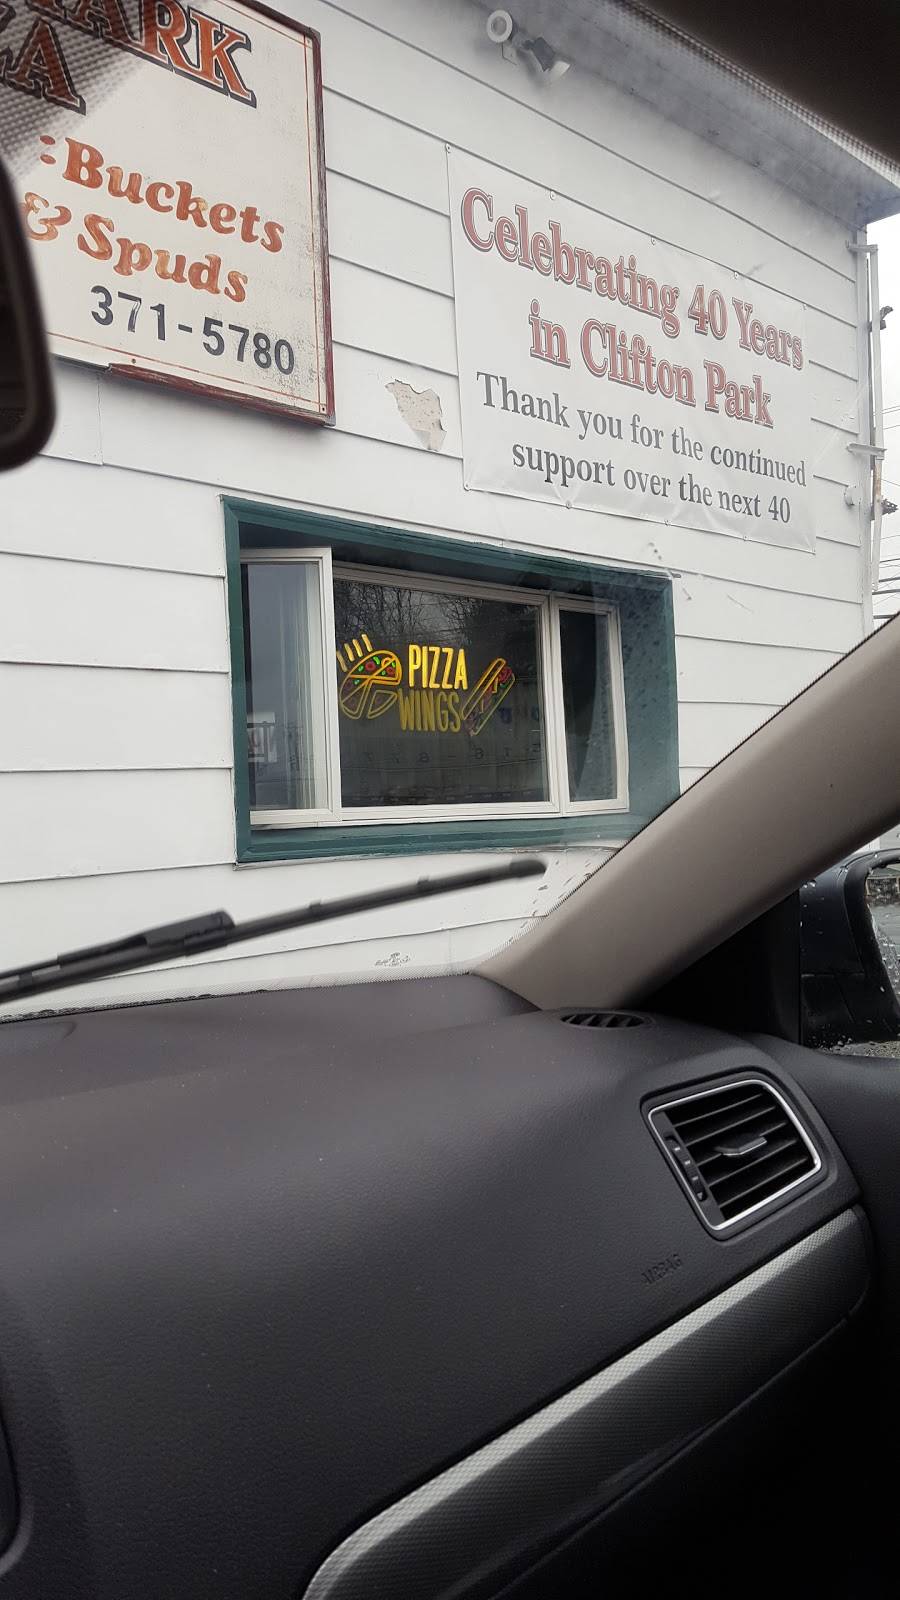 : Buckets
& Spuds
371-5780
Celebrating 40 Years
in Clifton Park
Thank you for the continued
support over the next 40
PIZZA
WINGS
AIRBAG